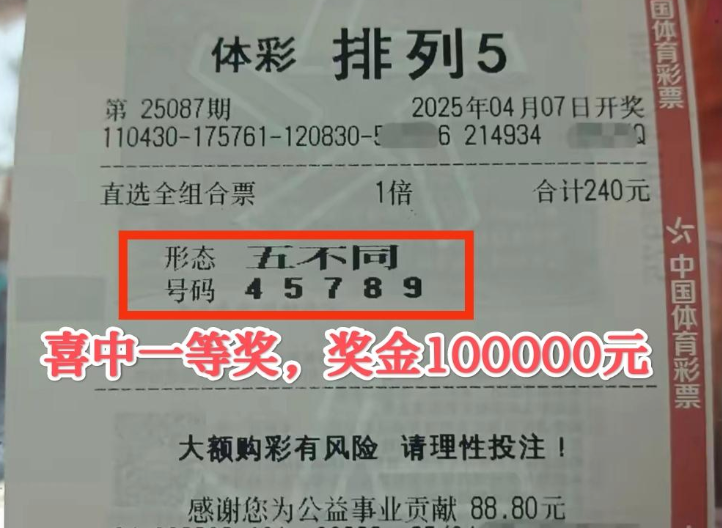 体彩 排列5
第 25087期 2025年04月07日开奖
110430-175761-120830-5 6 214934 Q
直选全组合票 1倍 合计240元
形态 五不同
号码 4 5 7 8 9
喜中一等奖，奖金100000元
大额购彩有风险 请理性投注！
感谢您为公益事业贡献 88.80元
国体育彩票
中国体育彩票